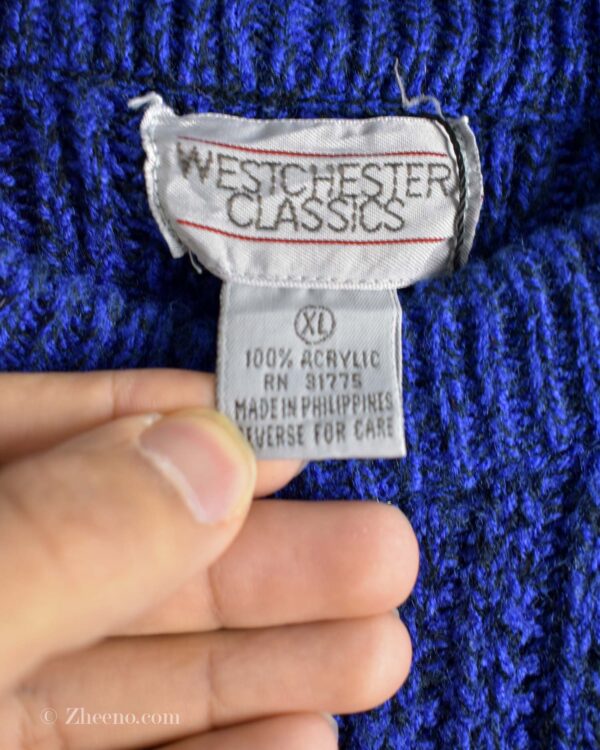 WESTCHESTER
CLASSICS
XL
100% ACRYLIC
RN 31775
MADE IN PHILIPPINES
REVERSE FOR CARE
© Zheeno.com